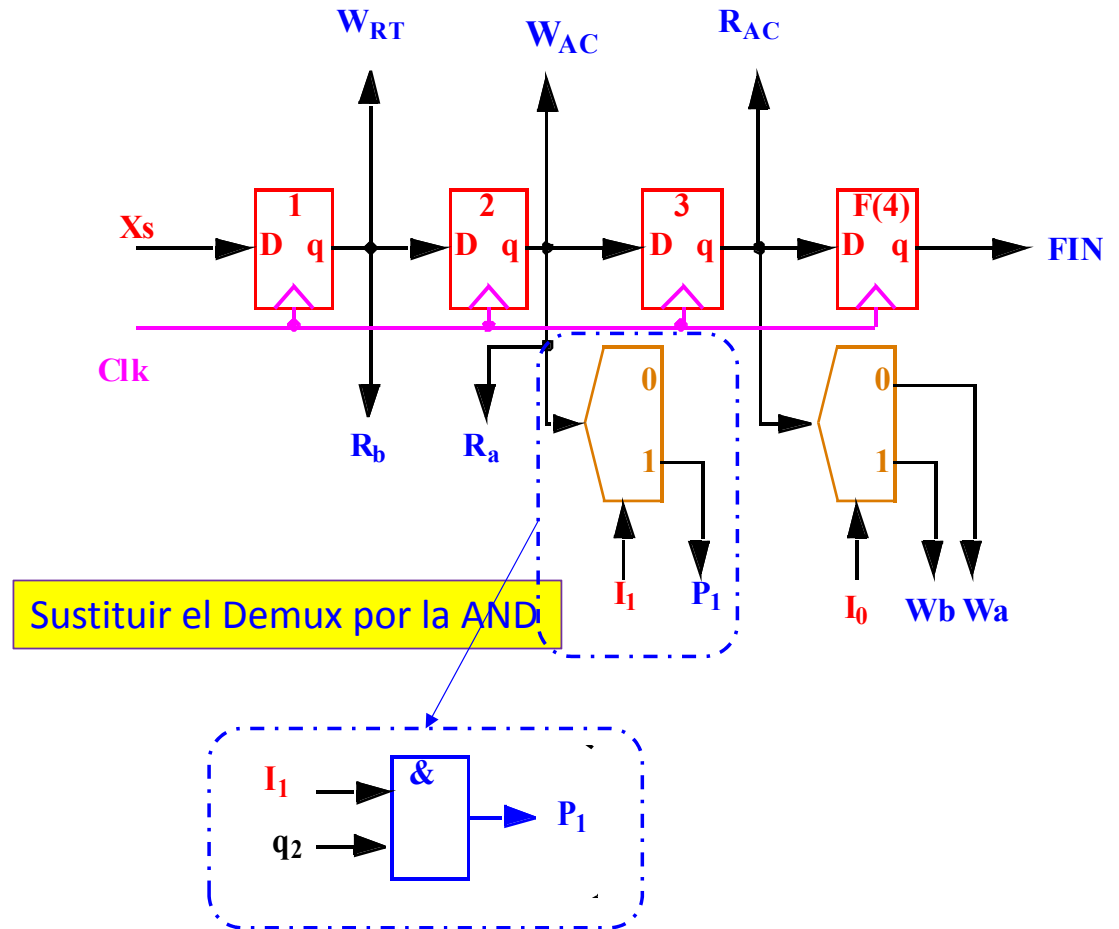 W_RT W_AC R_AC
1 2 3 F(4)
Xs D q D q D q D q FIN
Clk
0 0
R_b R_a 1 1
I_1 P_1 I_0 Wb Wa
Sustituir el Demux por la AND
&
I_1 P_1
q_2